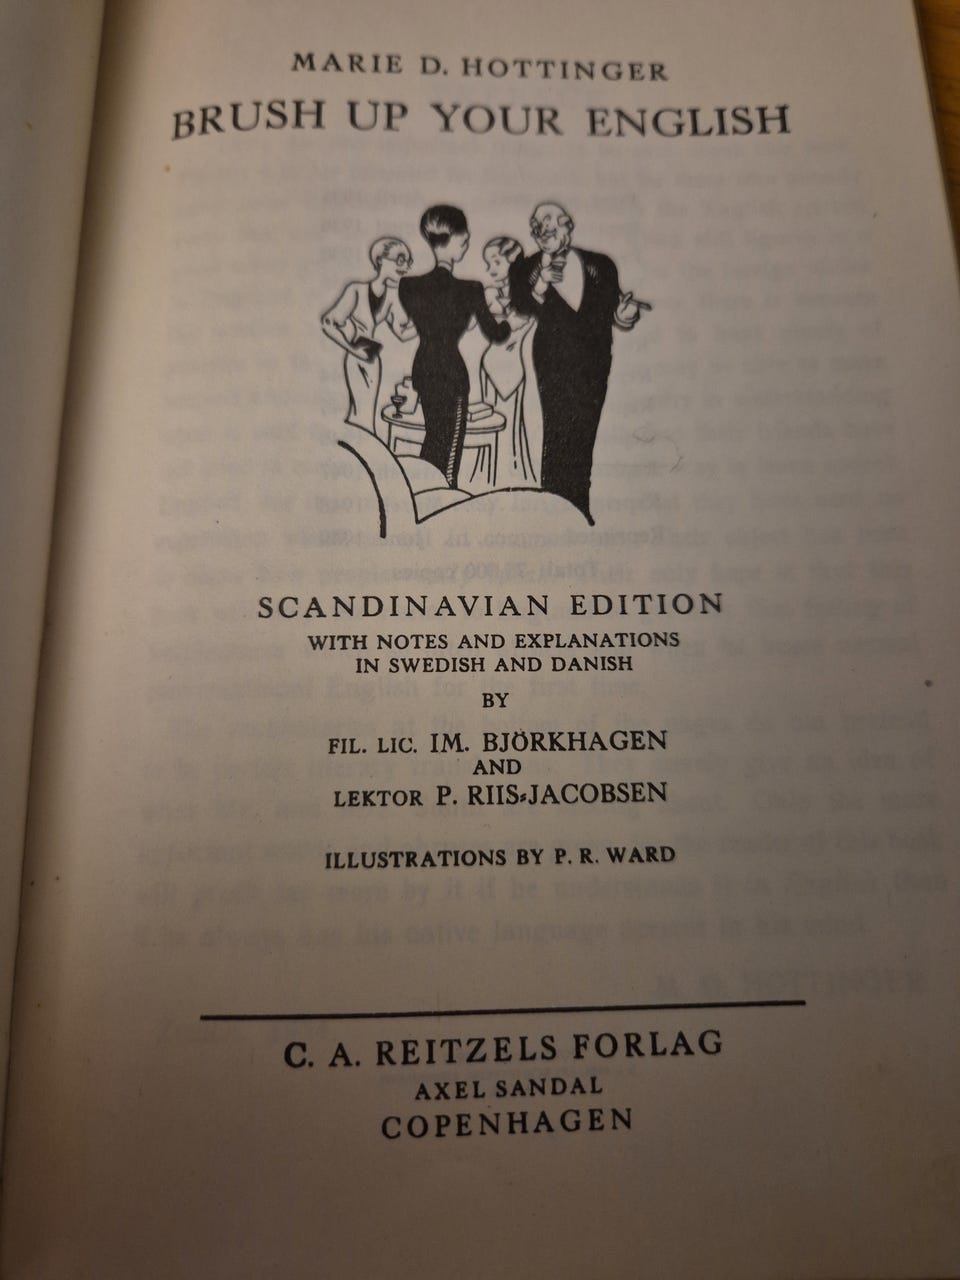 MARIE D. HOTTINGER
BRUSH UP YOUR ENGLISH
SCANDINAVIAN EDITION
WITH NOTES AND EXPLANATIONS
IN SWEDISH AND DANISH
BY
FIL. LIC. IM. BJÖRKHAGEN
AND
LEKTOR P. RIIS-JACOBSEN
ILLUSTRATIONS BY P. R. WARD
C. A. REITZELS FORLAG
AXEL SANDAL
COPENHAGEN